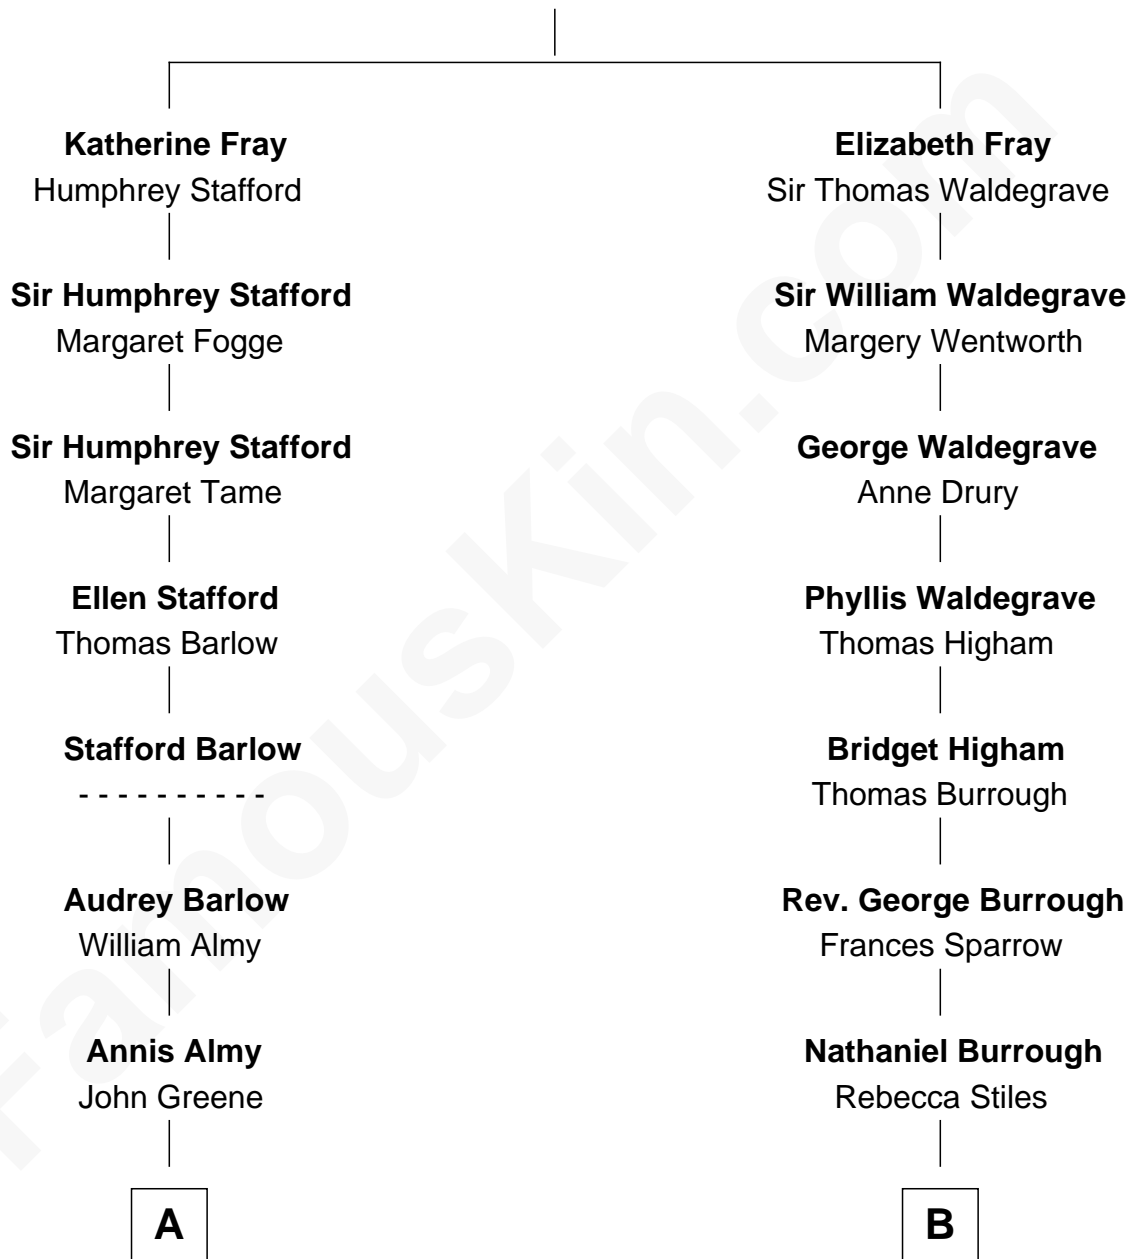 Katherine Fray
Humphrey Stafford
Sir Humphrey Stafford
Margaret Fogge
Sir Humphrey Stafford
Margaret Tame
Ellen Stafford
Thomas Barlow
Stafford Barlow
- - - - - - - - - -
Audrey Barlow
William Almy
Annis Almy
John Greene
A
Elizabeth Fray
Sir Thomas Waldegrave
Sir William Waldegrave
Margery Wentworth
George Waldegrave
Anne Drury
Phyllis Waldegrave
Thomas Higham
Bridget Higham
Thomas Burrough
Rev. George Burrough
Frances Sparrow
Nathaniel Burrough
Rebecca Stiles
B
FamousKin.com